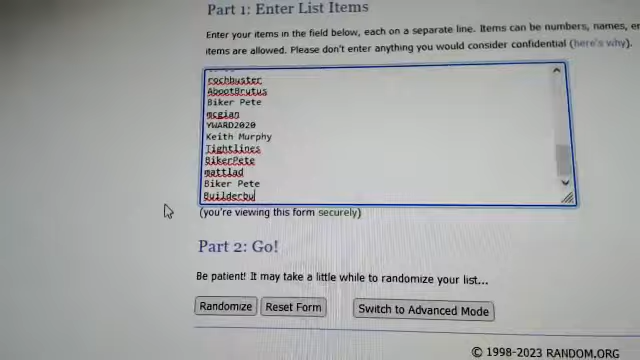 Part 1: Enter List Items
Enter your items in the field below, each on a separate line. Items can be numbers, names, e
items are allowed. Please don't enter anything you would consider confidential (here's why).
rochbuster
AbootBrutus
Biker Pete
mcgian
YWARD2020
Keith Murphy
Tightlines
BikerPete
mattlad
Biker Pete
Builderbu
(you're viewing this form securely)
Part 2: Go!
Be patient! It may take a little while to randomize your list...
Randomize Reset Form Switch to Advanced Mode
© 1998-2023 RANDOM.ORG